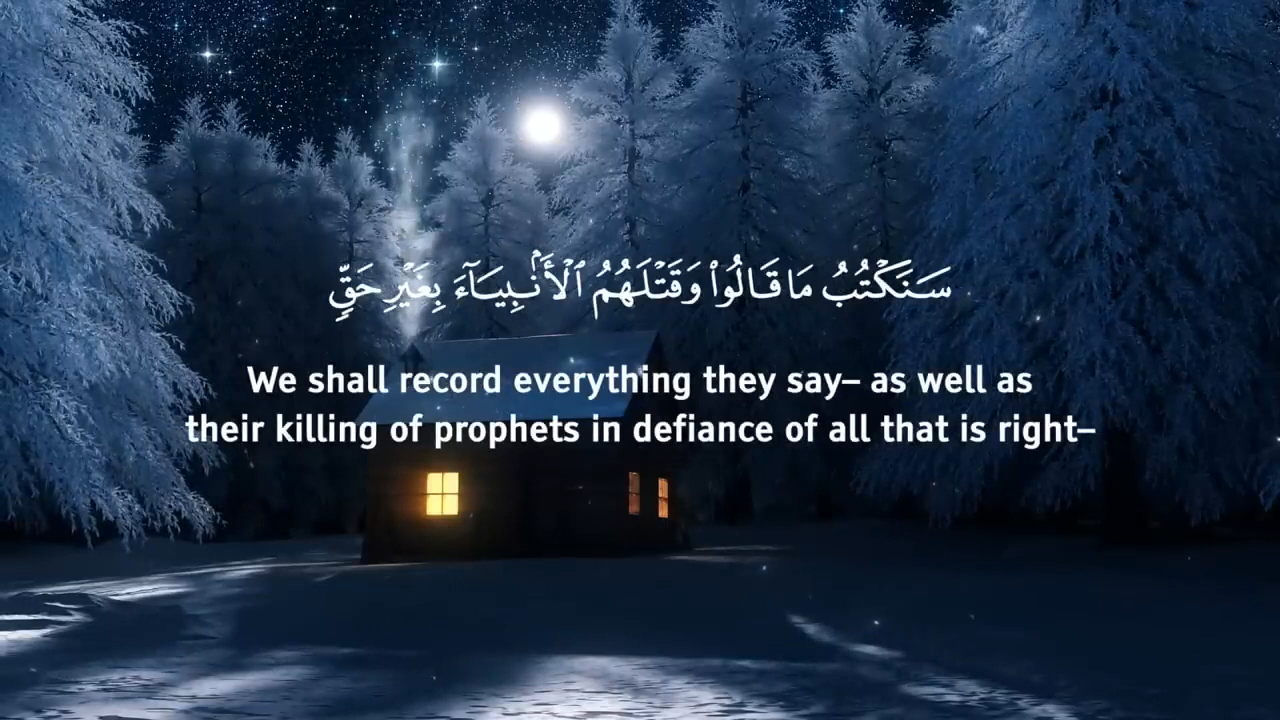 سَنَكْتُبُ مَا قَالُوا۟ وَقَتْلَهُمُ ٱلْأَنۢبِيَآءَ بِغَيْرِ حَقٍّ
We shall record everything they say– as well as
their killing of prophets in defiance of all that is right–